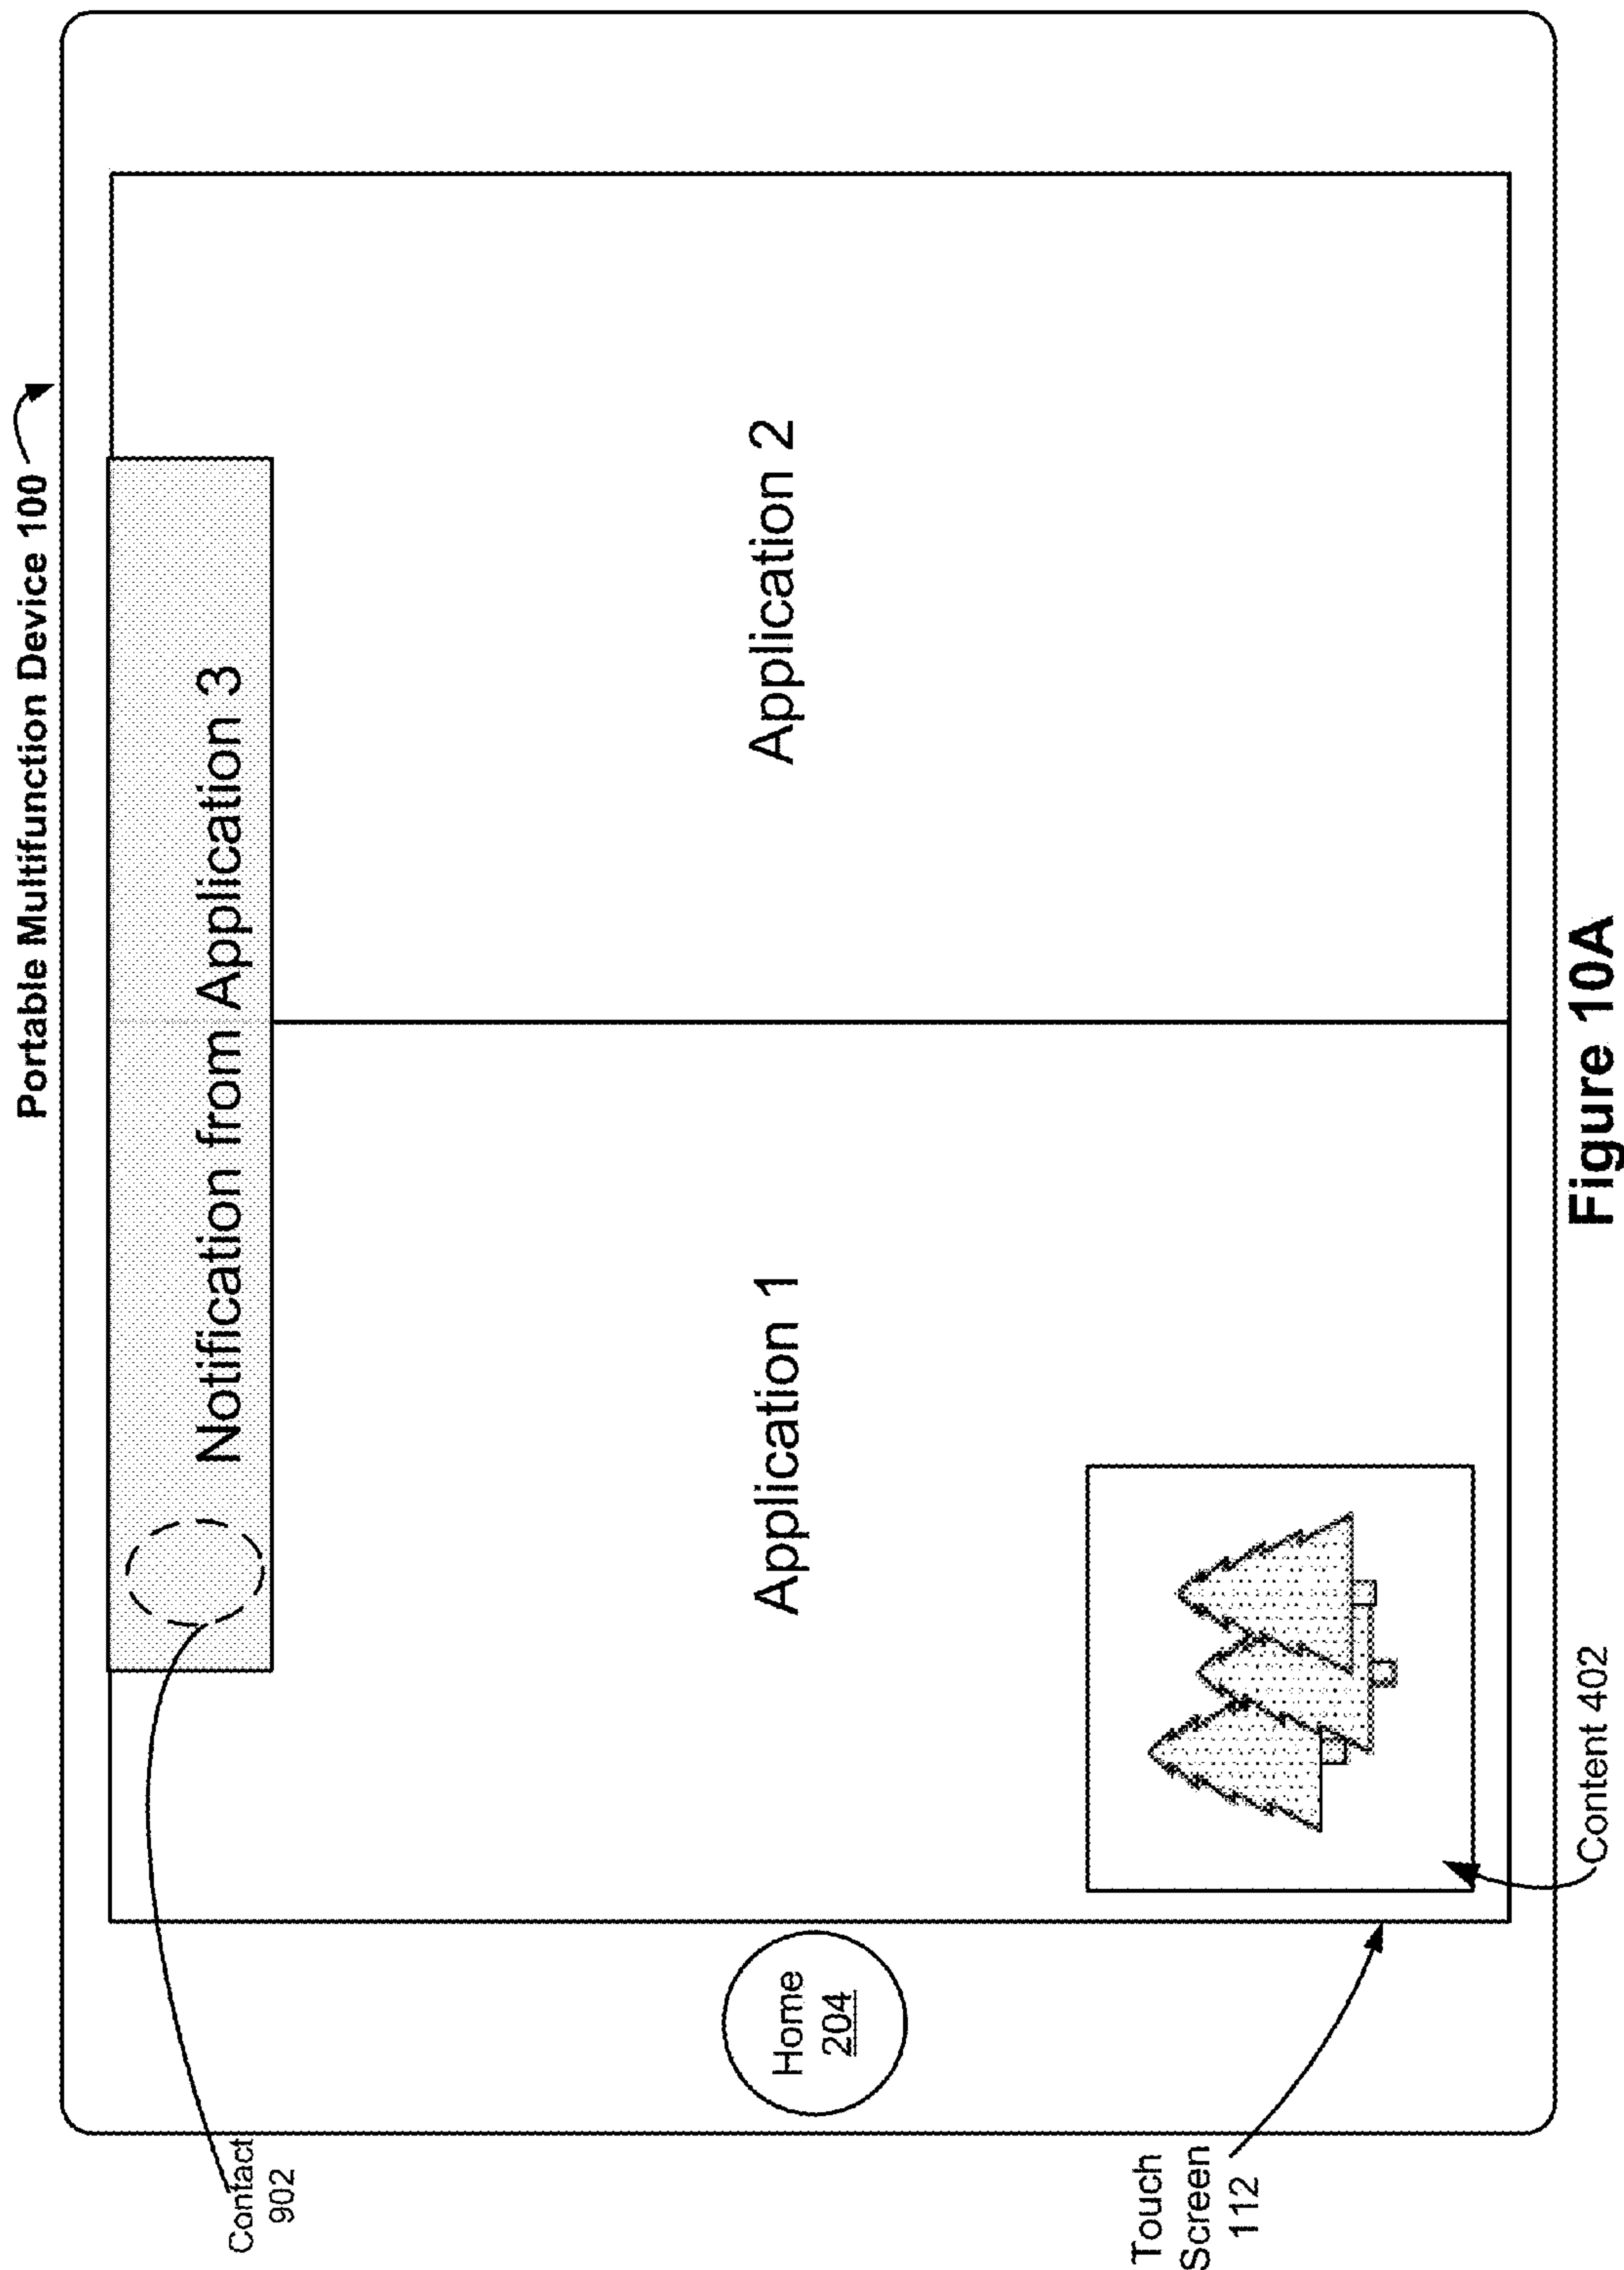 Portable Multifunction Device 100
Contact
902
Notification from Application 3
Application 1
Application 2
Home
204
Touch
Screen
112
Content 402
Figure 10A